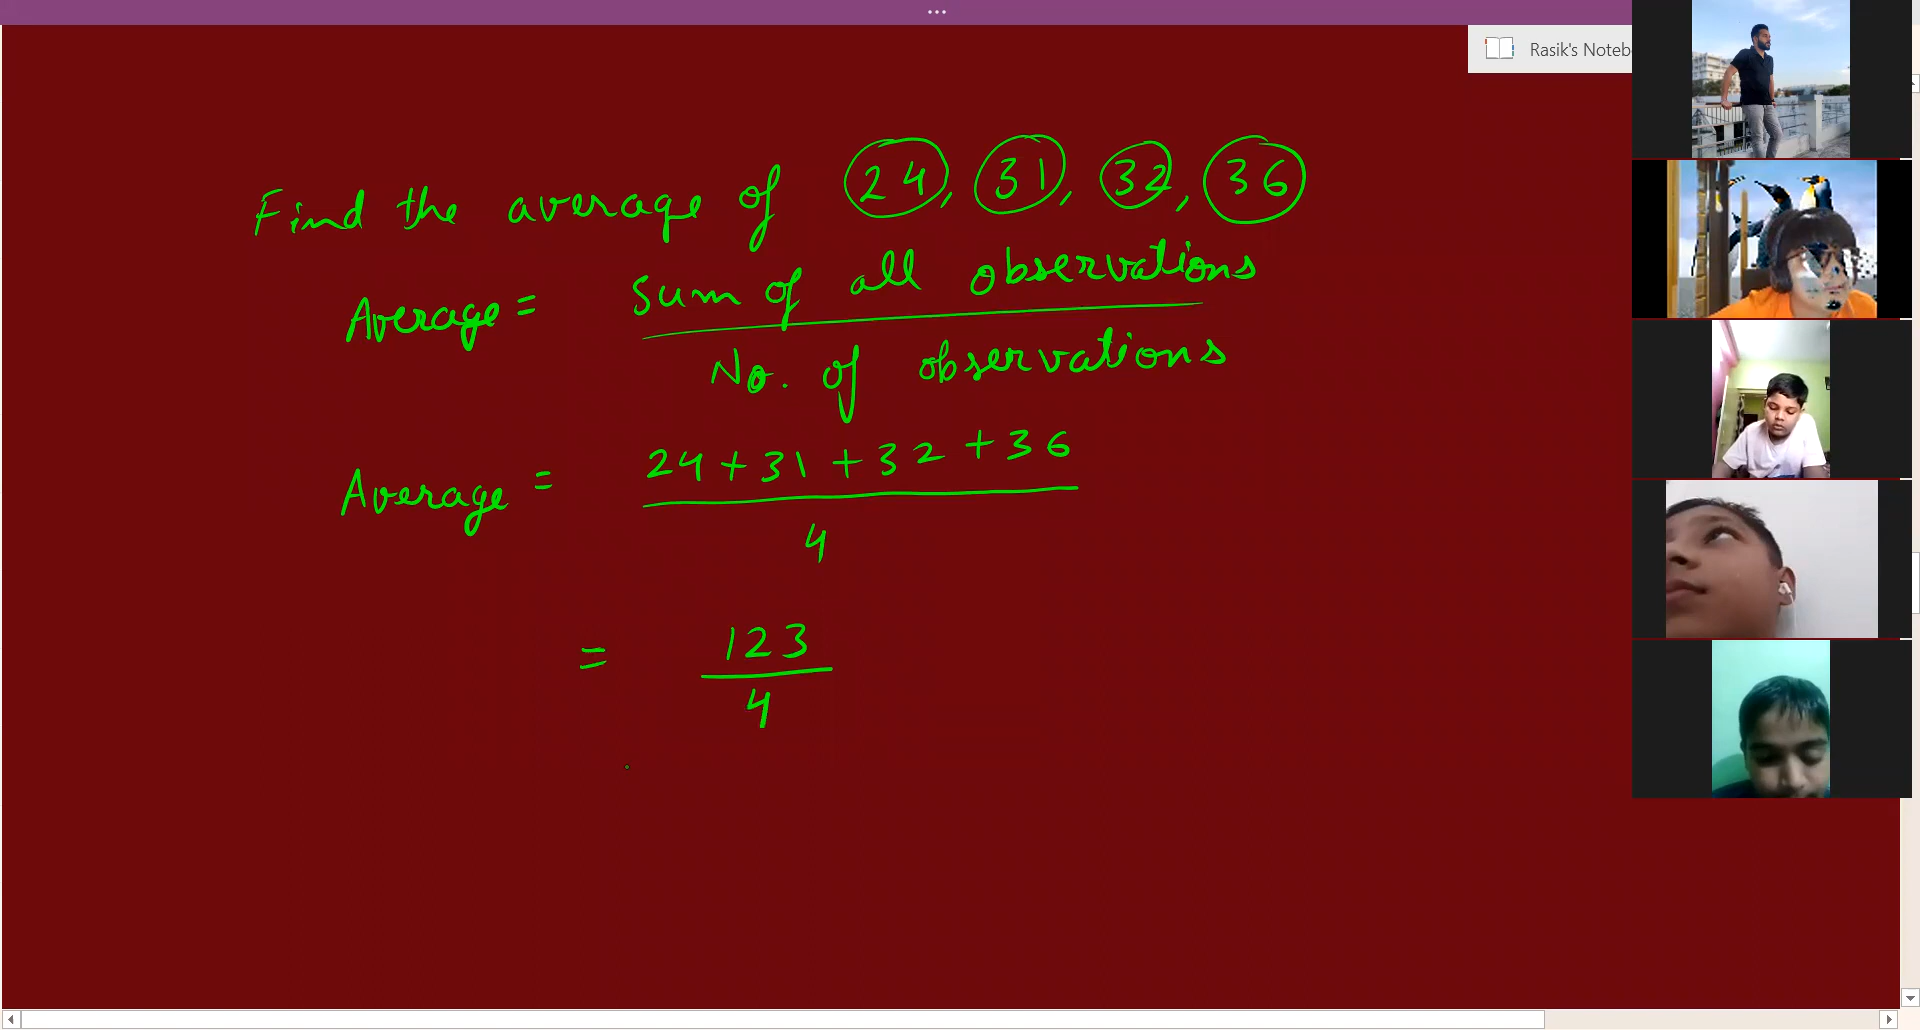 Rasik's Noteb
Find the average of 24, 31, 32, 36
Average = Sum of all observations
No. of observations
Average = 24+31+32+36
4
= 123
4